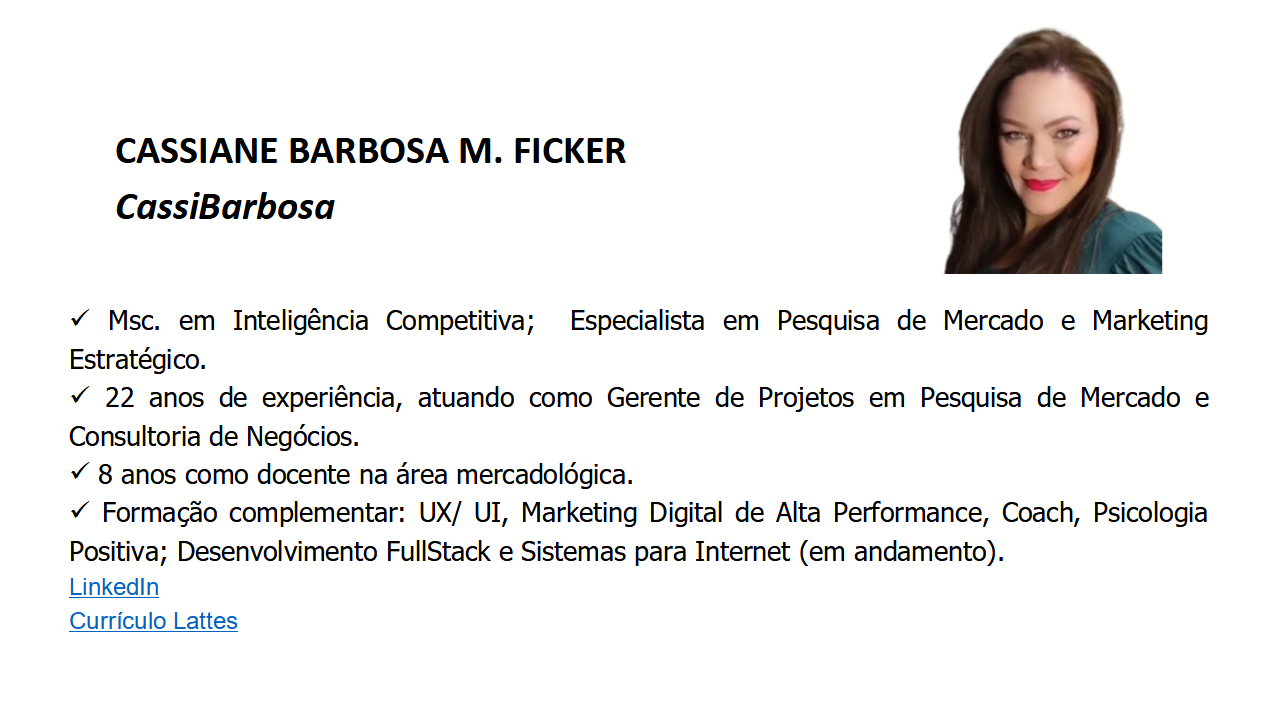 CASSIANE BARBOSA M. FICKER
CassiBarbosa
✓ Msc. em Inteligência Competitiva; Especialista em Pesquisa de Mercado e Marketing
Estratégico.
✓ 22 anos de experiência, atuando como Gerente de Projetos em Pesquisa de Mercado e
Consultoria de Negócios.
✓ 8 anos como docente na área mercadológica.
✓ Formação complementar: UX/ UI, Marketing Digital de Alta Performance, Coach, Psicologia
Positiva; Desenvolvimento FullStack e Sistemas para Internet (em andamento).
LinkedIn
Currículo Lattes